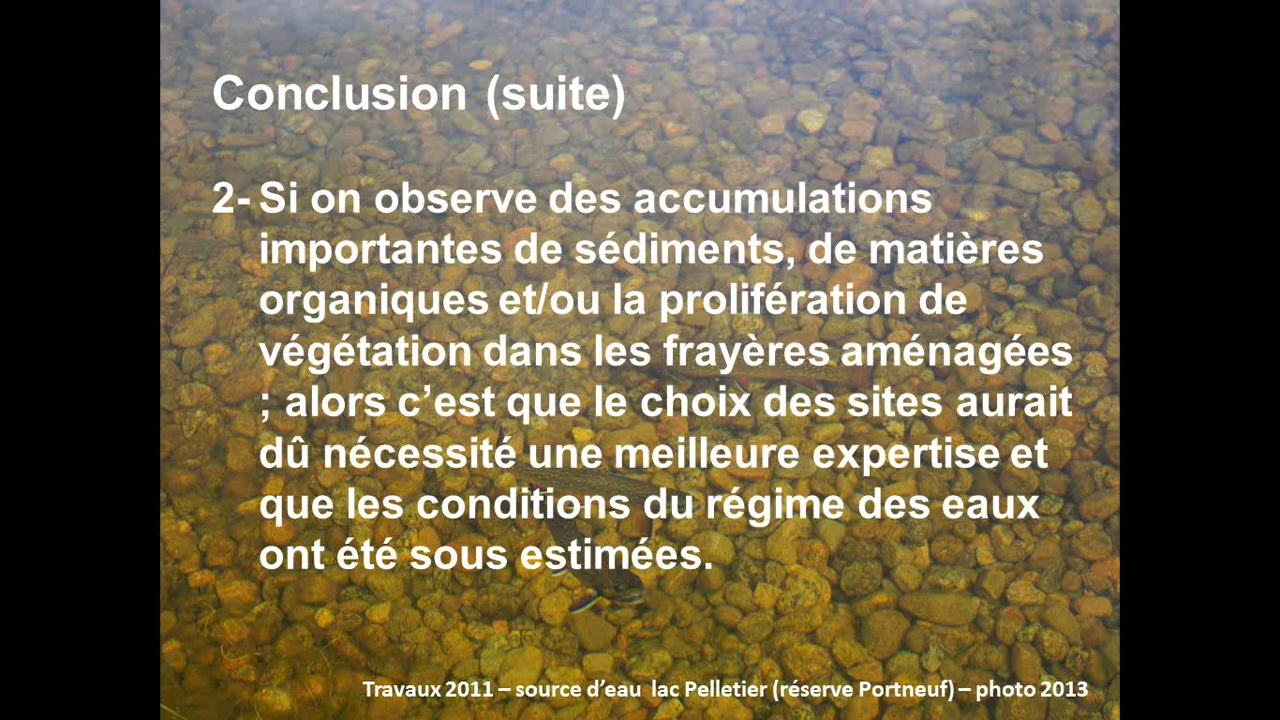 Conclusion (suite)
2- Si on observe des accumulations
importantes de sédiments, de matières
organiques et/ou la prolifération de
végétation dans les frayères aménagées
; alors c’est que le choix des sites aurait
dû nécessité une meilleure expertise et
que les conditions du régime des eaux
ont été sous estimées.
Travaux 2011 – source d’eau lac Pelletier (réserve Portneuf) – photo 2013